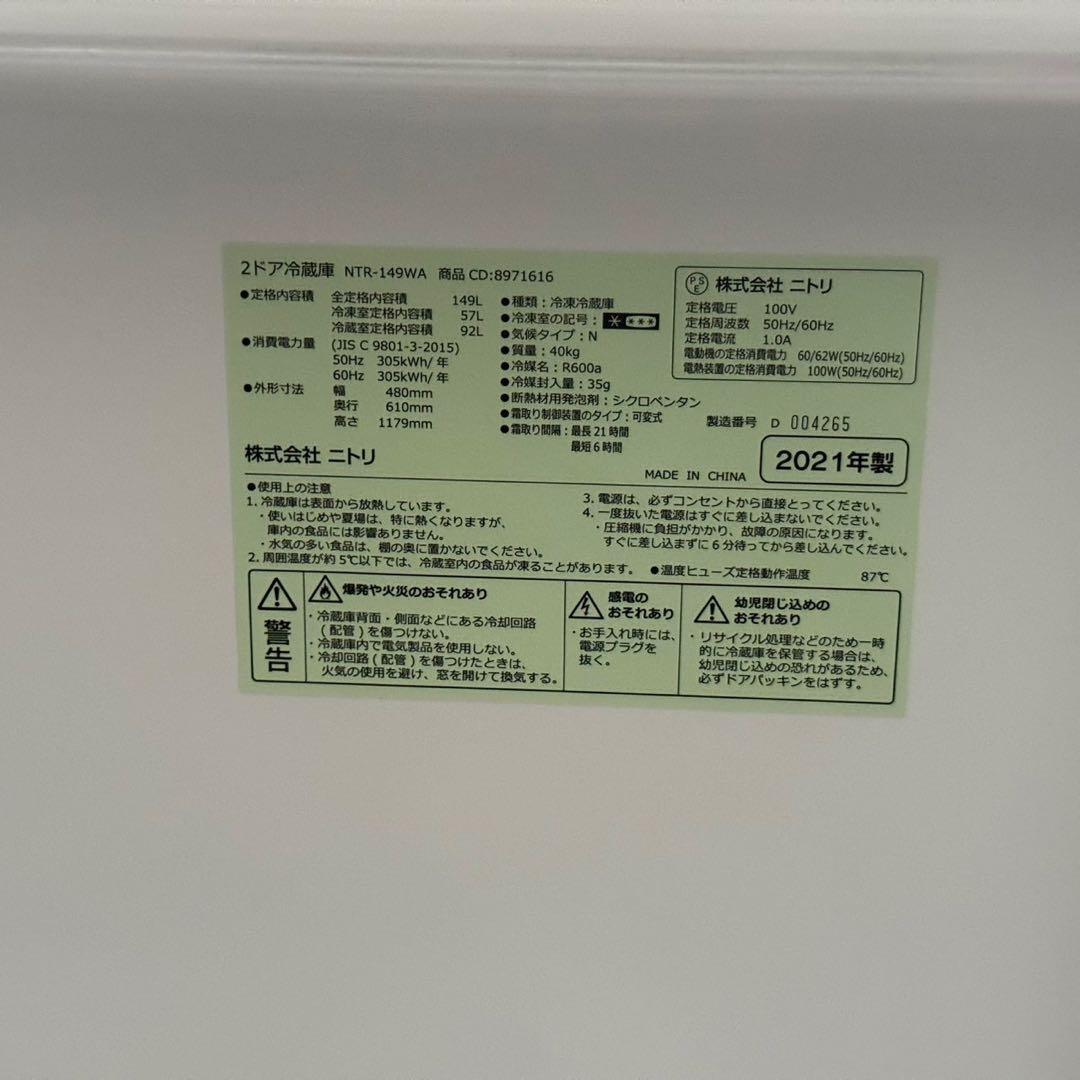 2ドア冷蔵庫 NTR-149WA 商品CD:8971616
●定格内容積 全定格内容積 149L
冷凍室定格内容積 57L
冷蔵室定格内容積 92L
●消費電力量 (JIS C 9801-3-2015)
50Hz 305kWh/年
60Hz 305kWh/年
●外形寸法 幅 480mm
奥行 610mm
高さ 1179mm
株式会社 ニトリ
●種類：冷凍冷蔵庫
●冷凍室の記号：
●気候タイプ：N
●質量：40kg
●冷媒名：R600a
●冷媒封入量：35g
●断熱材用発泡剤：シクロペンタン
●霜取り制御装置のタイプ：可変式
●霜取り間隔：最長21時間
最短6時間
PSE 株式会社 ニトリ
定格電圧 100V
定格周波数 50Hz/60Hz
定格電流 1.0A
電動機の定格消費電力 60/62W(50Hz/60Hz)
電熱装置の定格消費電力 100W(50Hz/60Hz)
製造番号 D 004265
MADE IN CHINA
2021年製
●使用上の注意
1. 冷蔵庫は表面から放熱しています。
・使いはじめや夏場は、特に熱くなりますが、
庫内の食品には影響ありません。
・水気の多い食品は、棚の奥に置かないでください。
2. 周囲温度が約5℃以下では、冷蔵室内の食品が凍ることがあります。
3. 電源は、必ずコンセントから直接とってください。
4. 一度抜いた電源はすぐに差し込まないでください。
・圧縮機に負担がかかり、故障の原因になります。
すぐに差し込まずに6分待ってから差し込んでください。
●温度ヒューズ定格動作温度 87℃
警告
爆発や火災のおそれあり
・冷蔵庫背面・側面などにある冷却回路
(配管)を傷つけない。
・冷蔵庫内で電気製品を使用しない。
・冷却回路(配管)を傷つけたときは、
火気の使用を避け、窓を開けて換気する。
感電の
おそれあり
・お手入れ時には、
電源プラグを
抜く。
幼児閉じ込めの
おそれあり
・リサイクル処理などのため一時
的に冷蔵庫を保管する場合は、
幼児閉じ込めの恐れがあるため、
必ずドアパッキンをはずす。